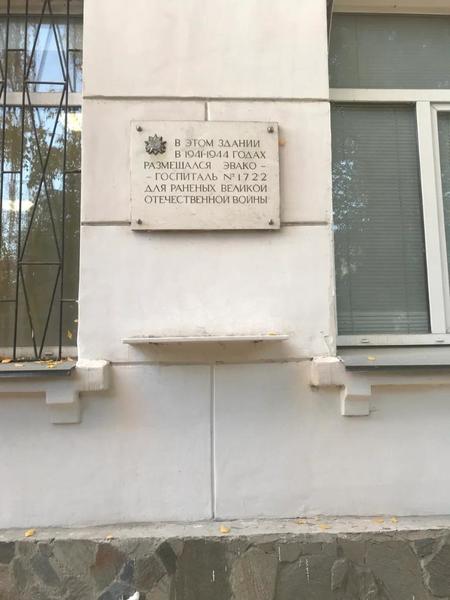 В ЭТОМ ЗДАНИИ
В 1941-1944 ГОДАХ
РАЗМЕЩАЛСЯ ЭВАКО-
-ГОСПИТАЛЬ № 1722
ДЛЯ РАНЕНЫХ ВЕЛИКОЙ
ОТЕЧЕСТВЕННОЙ ВОЙНЫ